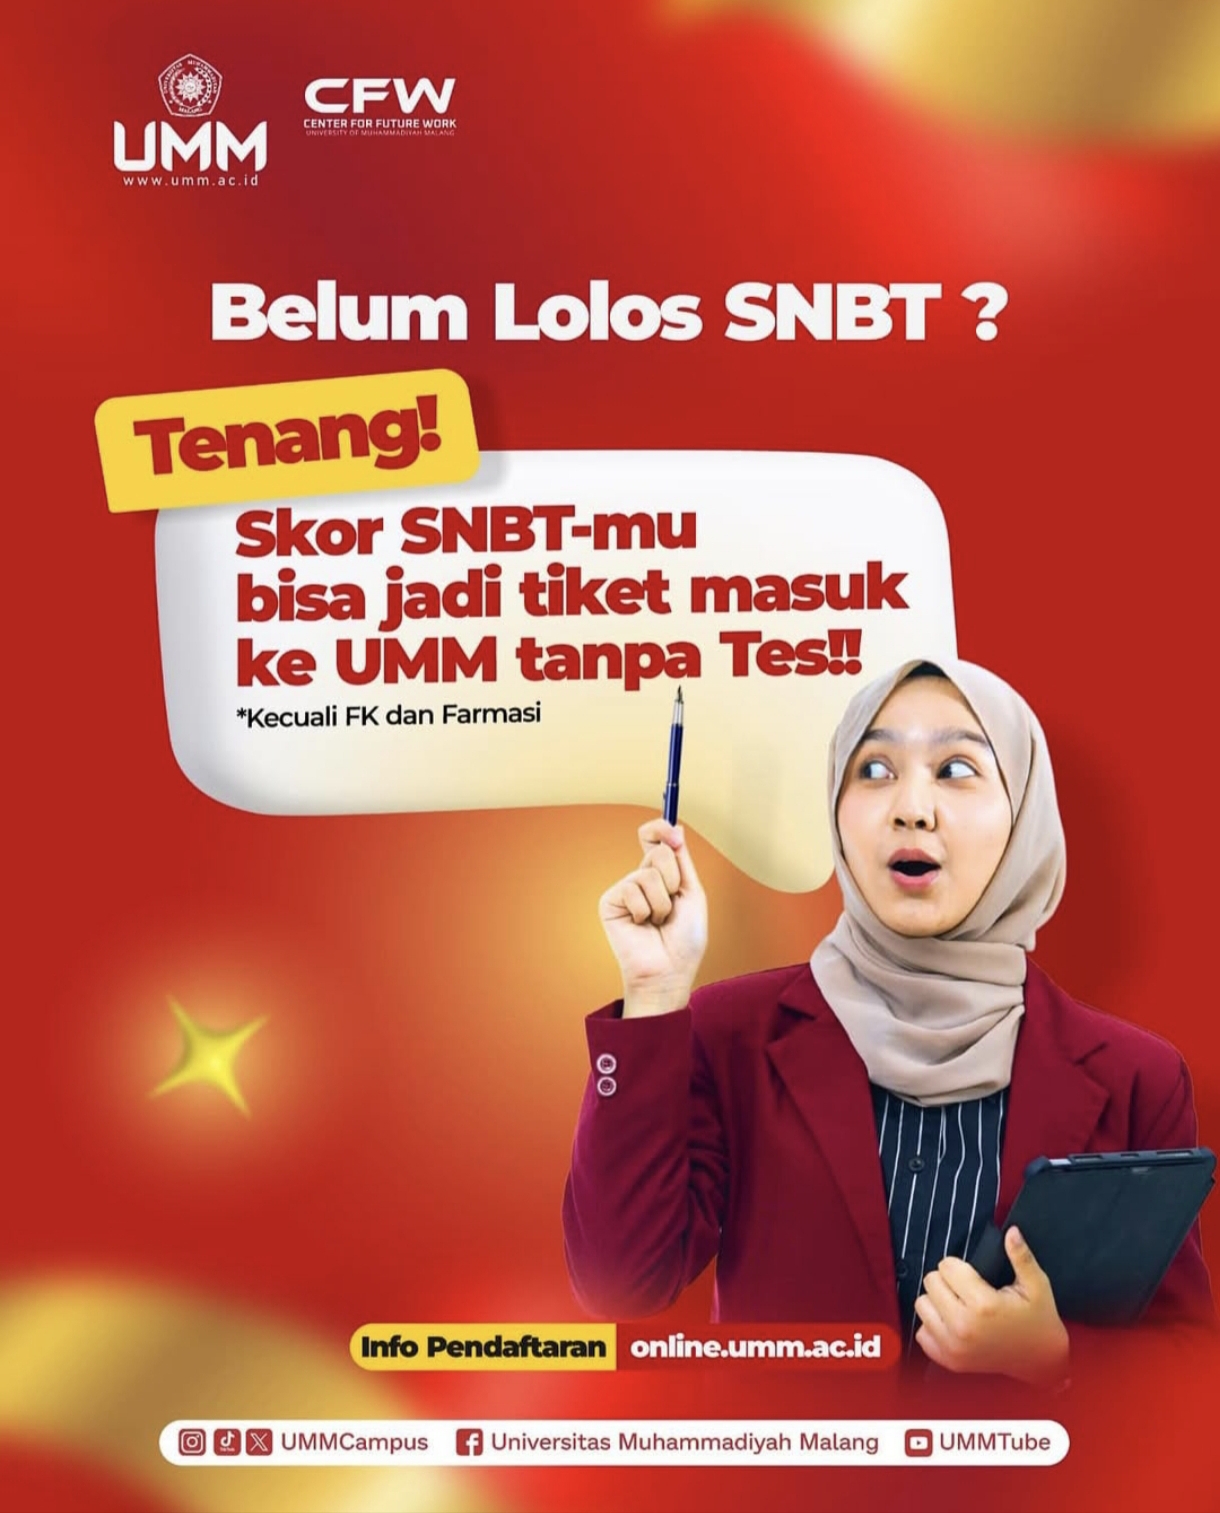 UMM
www.umm.ac.id
CFW
CENTER FOR FUTURE WORK
UNIVERSITY OF MUHAMMADIYAH MALANG
Belum Lolos SNBT ?
Tenang!
Skor SNBT-mu
bisa jadi tiket masuk
ke UMM tanpa Tes!!
*Kecuali FK dan Farmasi
Info Pendaftaran online.umm.ac.id
UMMCampus Universitas Muhammadiyah Malang UMMTube